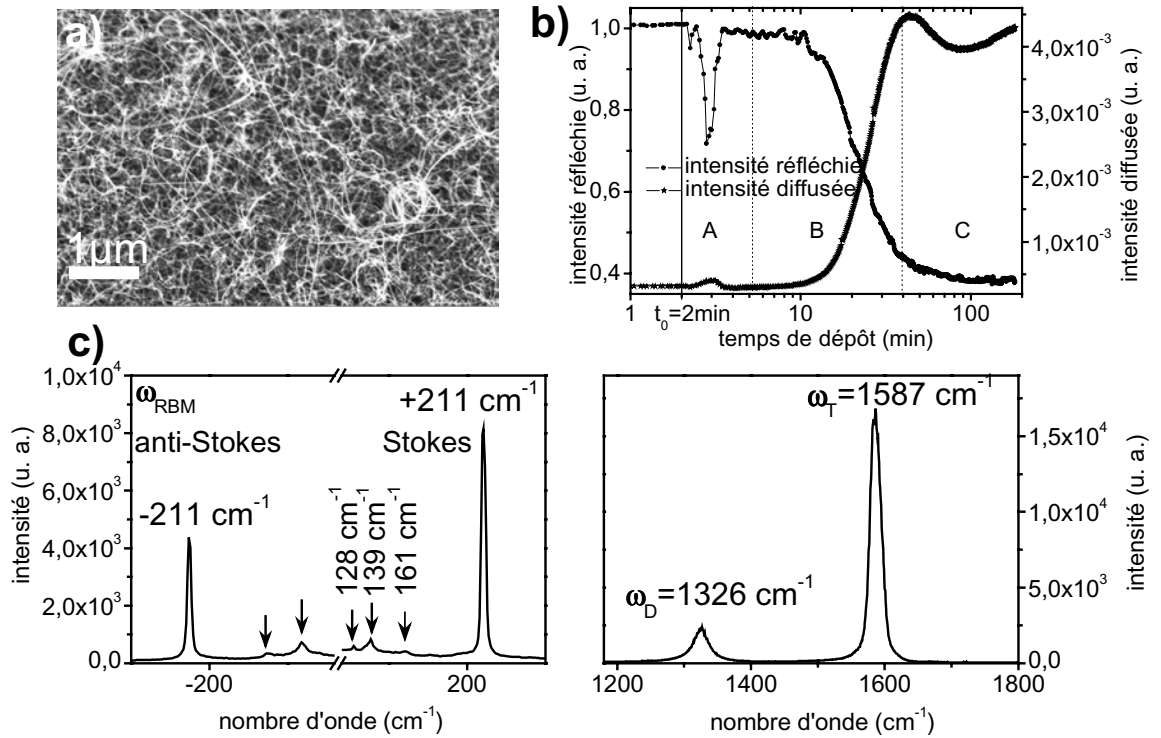 a)
1µm
b)
intensité réfléchie (u. a.)
1,0
1,0
0,8
0,6
0,4
intensité réfléchie
intensité diffusée
A
B
C
4,0x10⁻³
3,0x10⁻³
2,0x10⁻³
1,0x10⁻³
intensité diffusée (u. a.)
1
t₀=2min
10
100
temps de dépôt (min)
c)
intensité (u. a.)
1,0x10⁴
8,0x10³
6,0x10³
4,0x10³
2,0x10³
0,0
ω_RBM
anti-Stokes
-211 cm⁻¹
+211 cm⁻¹
Stokes
128 cm⁻¹
139 cm⁻¹
161 cm⁻¹
-200
200
nombre d'onde (cm⁻¹)
ω_T=1587 cm⁻¹
ω_D=1326 cm⁻¹
1,5x10⁴
1,0x10⁴
5,0x10³
0,0
intensité (u. a.)
1200
1400
1600
1800
nombre d'onde (cm⁻¹)